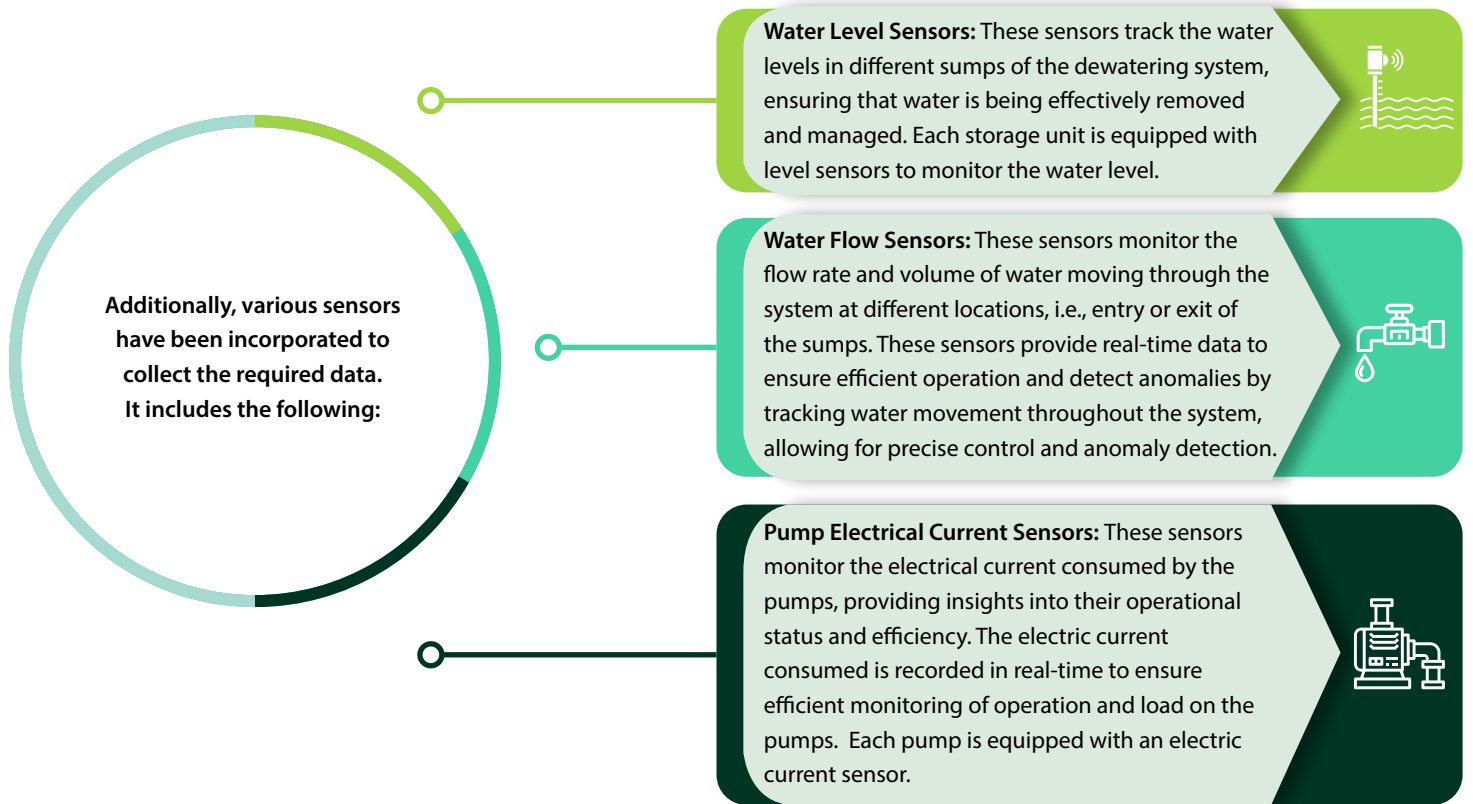 Additionally, various sensors
have been incorporated to
collect the required data.
It includes the following:
Water Level Sensors: These sensors track the water
levels in different sumps of the dewatering system,
ensuring that water is being effectively removed
and managed. Each storage unit is equipped with
level sensors to monitor the water level.
Water Flow Sensors: These sensors monitor the
flow rate and volume of water moving through the
system at different locations, i.e., entry or exit of
the sumps. These sensors provide real-time data to
ensure efficient operation and detect anomalies by
tracking water movement throughout the system,
allowing for precise control and anomaly detection.
Pump Electrical Current Sensors: These sensors
monitor the electrical current consumed by the
pumps, providing insights into their operational
status and efficiency. The electric current
consumed is recorded in real-time to ensure
efficient monitoring of operation and load on the
pumps.  Each pump is equipped with an electric
current sensor.